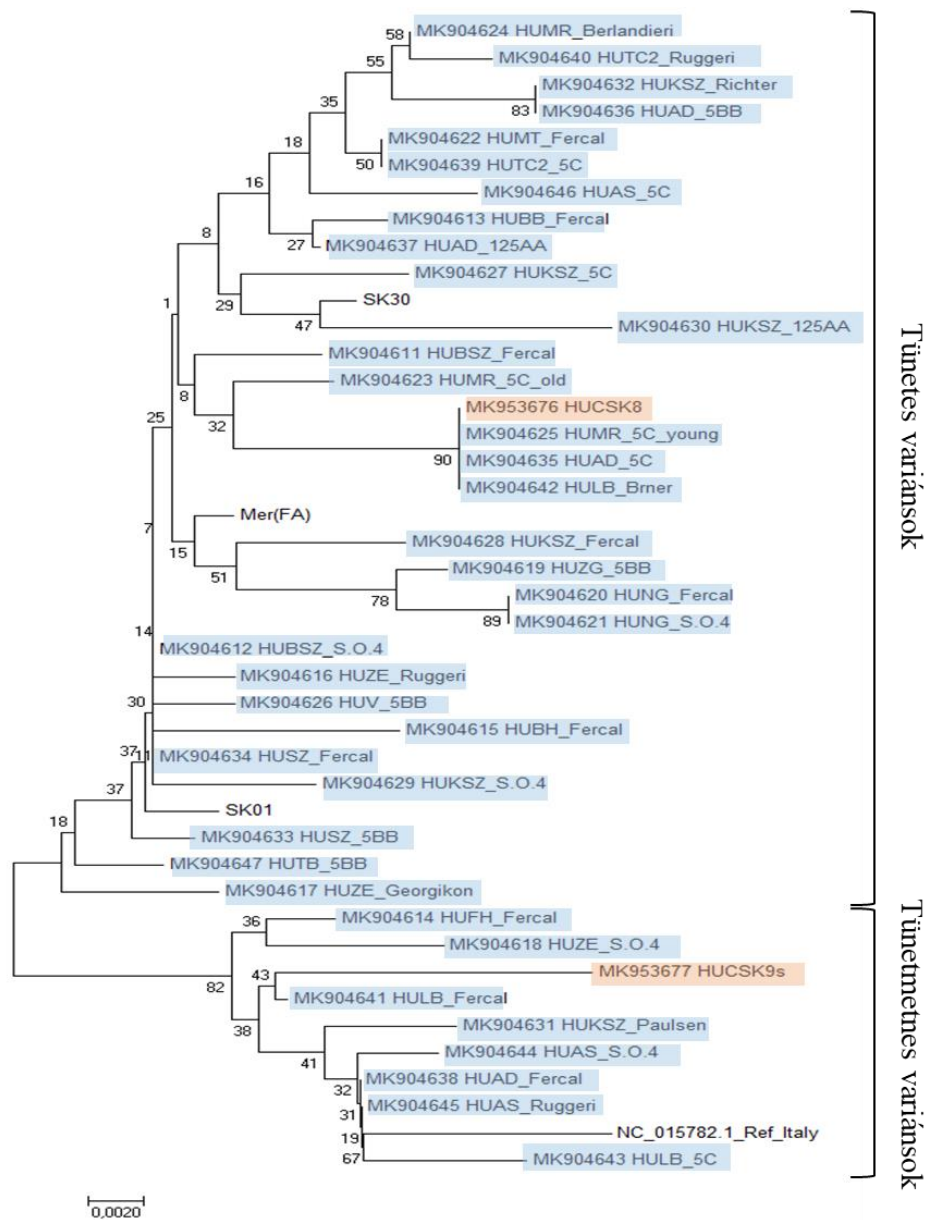 58
MK904624 HUMR_Berlandieri
MK904640 HUTC2_Ruggeri
55
MK904632 HUKSZ_Richter
83
MK904636 HUAD_5BB
35
MK904622 HUMT_Fercal
50
MK904639 HUTC2_5C
18
MK904646 HUAS_5C
16
MK904613 HUBB_Fercal
27
MK904637 HUAD_125AA
8
MK904627 HUKSZ_5C
29
SK30
47
MK904630 HUKSZ_125AA
1
MK904611 HUBSZ_Fercal
8
MK904623 HUMR_5C_old
32
MK953676 HUCSK8
25
MK904625 HUMR_5C_young
90
MK904635 HUAD_5C
MK904642 HULB_Brner
7
Mer(FA)
15
MK904628 HUKSZ_Fercal
51
MK904619 HUZG_5BB
78
MK904620 HUNG_Fercal
89
MK904621 HUNG_S.O.4
14
MK904612 HUBSZ_S.O.4
MK904616 HUZE_Ruggeri
30
MK904626 HUV_5BB
MK904615 HUBH_Fercal
37
11
MK904634 HUSZ_Fercal
37
MK904629 HUKSZ_S.O.4
SK01
18
MK904633 HUSZ_5BB
MK904647 HUTB_5BB
MK904617 HUZE_Georgikon
Tünetes variánsok
36
MK904614 HUFH_Fercal
MK904618 HUZE_S.O.4
82
43
MK953677 HUCSK9s
MK904641 HULB_Fercal
38
MK904631 HUKSZ_Paulsen
41
MK904644 HUAS_S.O.4
32
MK904638 HUAD_Fercal
31
MK904645 HUAS_Ruggeri
19
NC_015782.1_Ref_Italy
67
MK904643 HULB_5C
Tünetmetnes variánsok
0,0020